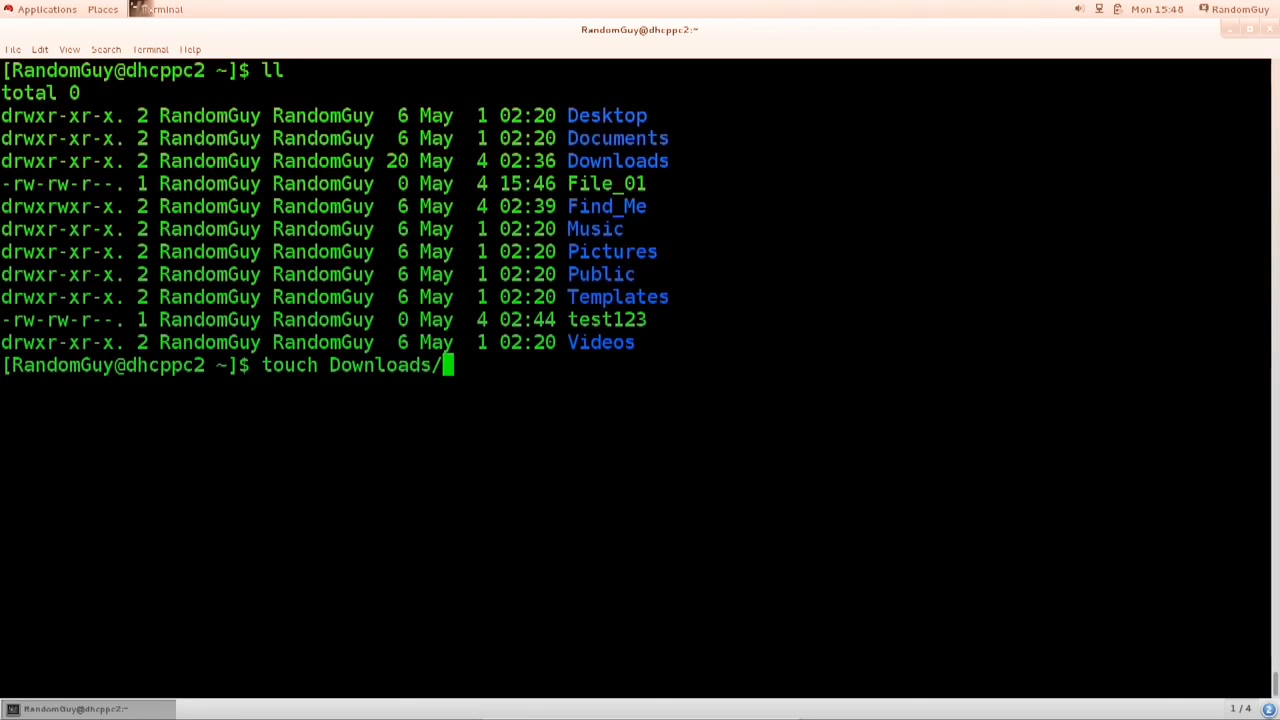 Applications Places Terminal Mon 15:48 RandomGuy
RandomGuy@dhcppc2:~
File Edit View Search Terminal Help
[RandomGuy@dhcppc2 ~]$ ll
total 0
drwxr-xr-x. 2 RandomGuy RandomGuy  6 May  1 02:20 Desktop
drwxr-xr-x. 2 RandomGuy RandomGuy  6 May  1 02:20 Documents
drwxr-xr-x. 2 RandomGuy RandomGuy 20 May  4 02:36 Downloads
-rw-rw-r--. 1 RandomGuy RandomGuy  0 May  4 15:46 File_01
drwxrwxr-x. 2 RandomGuy RandomGuy  6 May  4 02:39 Find_Me
drwxr-xr-x. 2 RandomGuy RandomGuy  6 May  1 02:20 Music
drwxr-xr-x. 2 RandomGuy RandomGuy  6 May  1 02:20 Pictures
drwxr-xr-x. 2 RandomGuy RandomGuy  6 May  1 02:20 Public
drwxr-xr-x. 2 RandomGuy RandomGuy  6 May  1 02:20 Templates
-rw-rw-r--. 1 RandomGuy RandomGuy  0 May  4 02:44 test123
drwxr-xr-x. 2 RandomGuy RandomGuy  6 May  1 02:20 Videos
[RandomGuy@dhcppc2 ~]$ touch Downloads/
RandomGuy@dhcppc2:~ 1 / 4 2